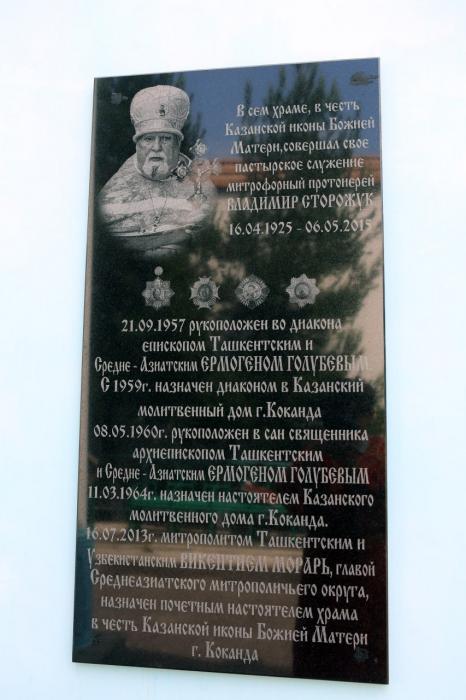 В сем храме, в честь
Казанской иконы Божией
Матери,совершал свое
пастырское служение
митрофорный протоиерей
ВЛАДИМИР СТОРОЖУК
16.04.1925 - 06.05.2015
21.09.1957 рукоположен во диакона
епископом Ташкентским и
Средне - Азиатским ЕРМОГЕНОМ ГОЛУБЕВЫМ.
С 1959г. назначен диаконом в Казанский
молитвенный дом г.Коканда
08.05.1960г. рукоположен в сан священника
архиепископом Ташкентским
и Средне - Азиатским ЕРМОГЕНОМ ГОЛУБЕВЫМ
11.03.1964г. назначен настоятелем Казанского
молитвенного дома г.Коканда.
16.07.2013г. митрополитом Ташкентским и
Узбекистанским ВИКЕНТИЕМ МОРАРЬ, главой
Среднеазиатского митрополичьего округа,
назначен почетным настоятелем храма
в честь Казанской иконы Божией Матери
г. Коканда